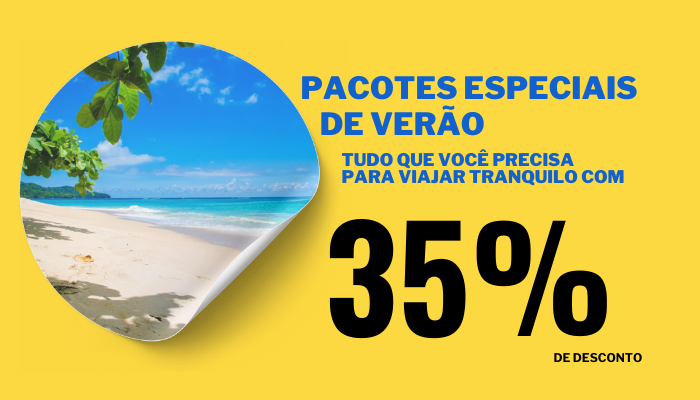 PACOTES ESPECIAIS
DE VERÃO
TUDO QUE VOCÊ PRECISA
PARA VIAJAR TRANQUILO COM
35%
DE DESCONTO